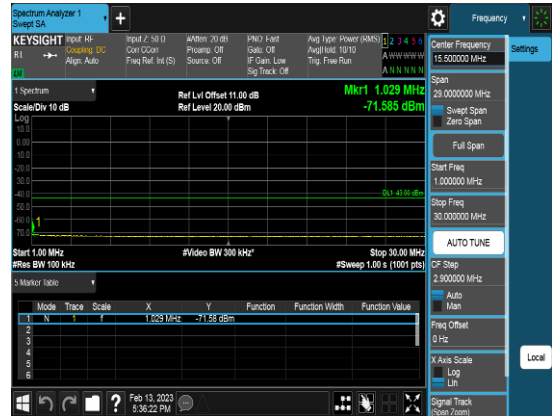 Spectrum Analyzer 1
Swept SA
+
Frequency
KEYSIGHT
R1
LXI
Input: RF
Coupling: DC
Align: Auto
Input Z: 50 Ω
Corr CCorr
Freq Ref: Int (S)
#Atten: 20 dB
Preamp: Off
Source: Off
PNO: Fast
Gate: Off
IF Gain: Low
Sig Track: Off
Avg Type: Power (RMS)
Avg|Hold: 10/10
Trig: Free Run
1 2 3 4 5 6
A W W W W W
A N N N N N
1 Spectrum
Scale/Div 10 dB
Ref Lvl Offset 11.00 dB
Ref Level 20.00 dBm
Mkr1 1.029 MHz
-71.585 dBm
Log
10.0
0.00
-10.0
-20.0
-30.0
-40.0
-50.0
-60.0
-70.0
DL1 -43.00 dBm
1
Start 1.00 MHz
#Res BW 100 kHz
#Video BW 300 kHz*
Stop 30.00 MHz
#Sweep 1.00 s (1001 pts)
5 Marker Table
Mode Trace Scale X Y Function Function Width Function Value
1 N 1 f 1.029 MHz -71.58 dBm
2
3
4
5
6
Center Frequency
15.500000 MHz
Settings
Span
29.0000000 MHz
Swept Span
Zero Span
Full Span
Start Freq
1.000000 MHz
Stop Freq
30.000000 MHz
AUTO TUNE
CF Step
2.900000 MHz
Auto
Man
Freq Offset
0 Hz
X Axis Scale
Log
Lin
Local
Signal Track
(Span Zoom)
?
Feb 13, 2023
5:36:22 PM